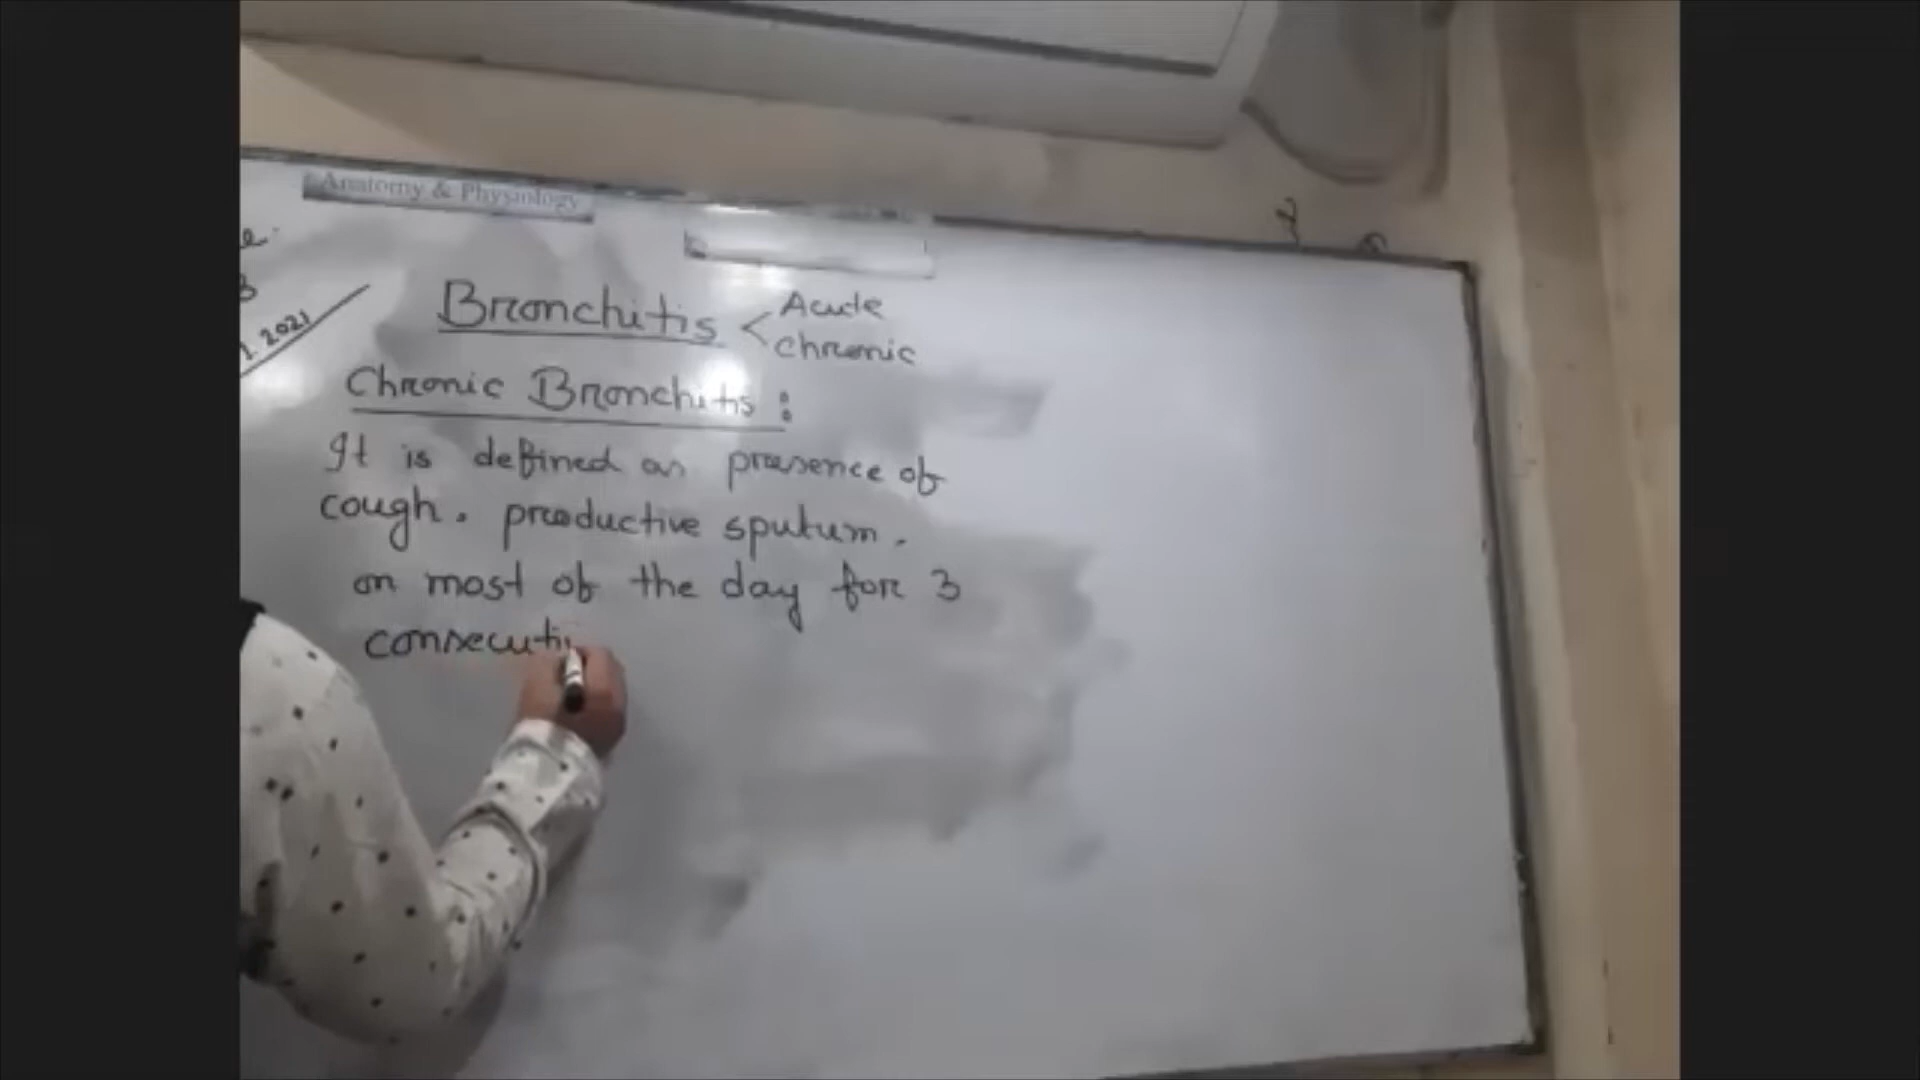 Anatomy & Physiology
2021
Bronchitis < Acute
chronic
Chronic Bronchitis :
It is defined as presence of
cough. productive sputum.
on most of the day for 3
consecuti